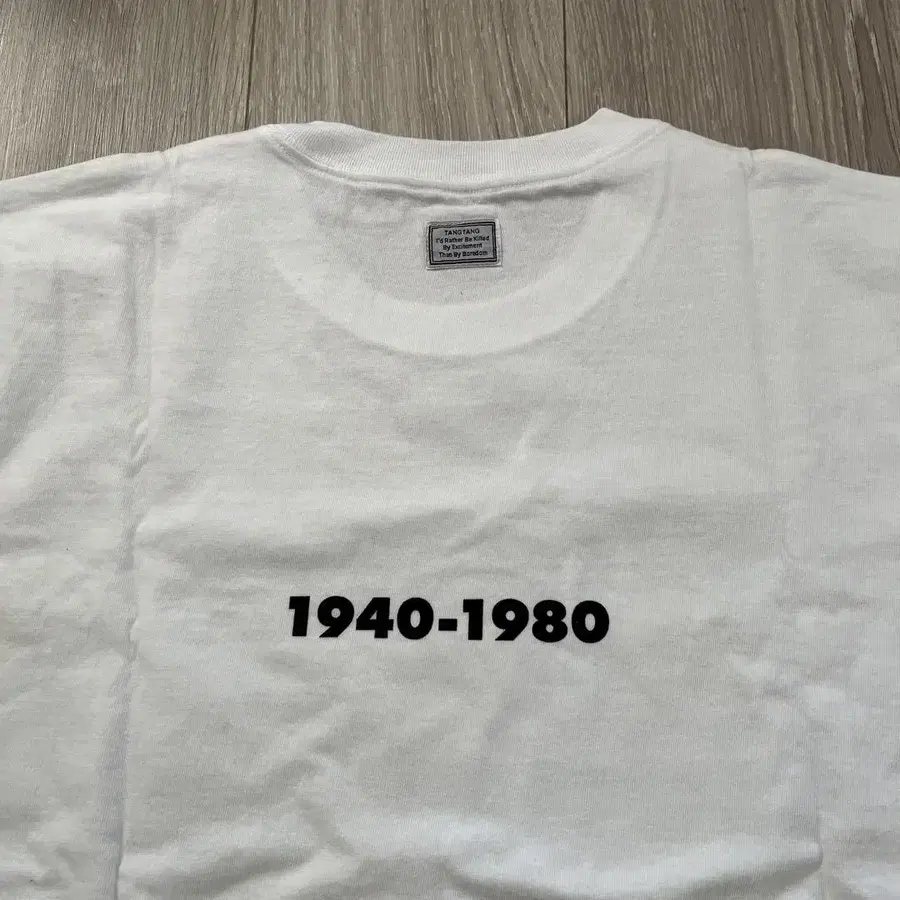 TANGTANG
I'd Rather Be Killed
By Excitement
Than By Boredom
1940-1980